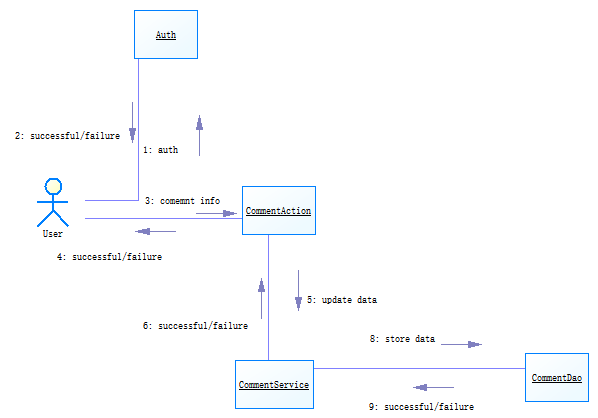 Auth
2: successful/failure
1: auth
3: comemnt info
CommentAction
User
4: successful/failure
5: update data
6: successful/failure
8: store data
CommentService
CommentDao
9: successful/failure